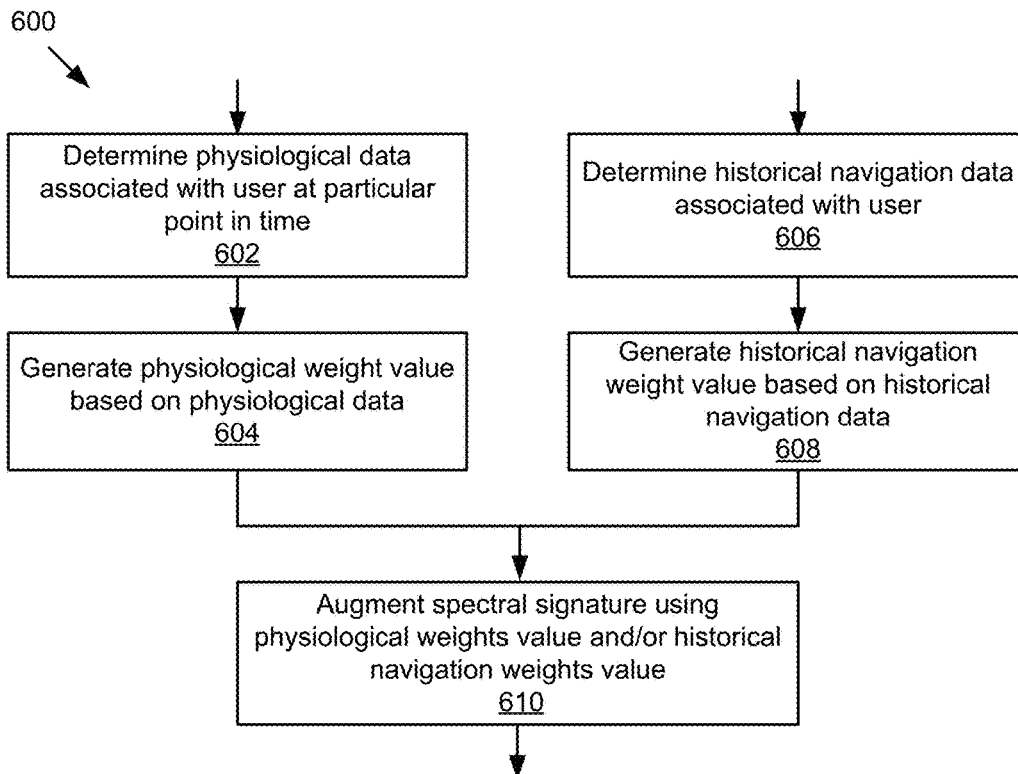 600
Determine physiological data
associated with user at particular
point in time
602
Generate physiological weight value
based on physiological data
604
Determine historical navigation data
associated with user
606
Generate historical navigation
weight value based on historical
navigation data
608
Augment spectral signature using
physiological weights value and/or historical
navigation weights value
610